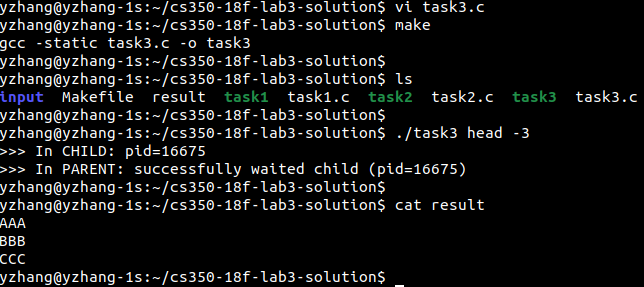 yzhang@yzhang-1s:~/cs350-18f-lab3-solution$ vi task3.c
yzhang@yzhang-1s:~/cs350-18f-lab3-solution$ make
gcc -static task3.c -o task3
yzhang@yzhang-1s:~/cs350-18f-lab3-solution$
yzhang@yzhang-1s:~/cs350-18f-lab3-solution$ ls
input  Makefile  result  task1  task1.c  task2  task2.c  task3  task3.c
yzhang@yzhang-1s:~/cs350-18f-lab3-solution$
yzhang@yzhang-1s:~/cs350-18f-lab3-solution$ ./task3 head -3
>>> In CHILD: pid=16675
>>> In PARENT: successfully waited child (pid=16675)
yzhang@yzhang-1s:~/cs350-18f-lab3-solution$
yzhang@yzhang-1s:~/cs350-18f-lab3-solution$ cat result
AAA
BBB
CCC
yzhang@yzhang-1s:~/cs350-18f-lab3-solution$